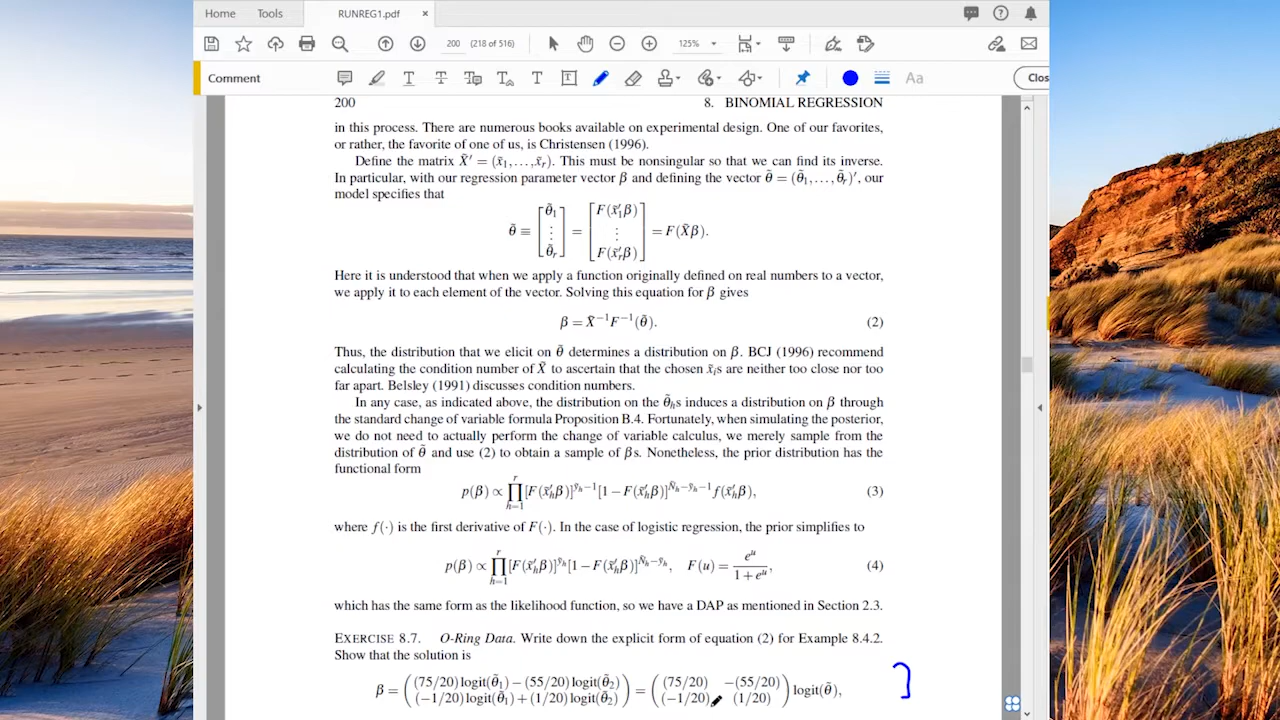 Home Tools RUNREG1.pdf ×
200 (218 of 516) 125%
Comment Aa Clos
200 8. BINOMIAL REGRESSION
in this process. There are numerous books available on experimental design. One of our favorites,
or rather, the favorite of one of us, is Christensen (1996).
Define the matrix X̃′ = (x̃₁,…,x̃ᵣ). This must be nonsingular so that we can find its inverse.
In particular, with our regression parameter vector β and defining the vector θ̃ = (θ̃₁,…,θ̃ᵣ)′, our
model specifies that
θ̃ ≡ [θ̃₁ ⋮ θ̃ᵣ] = [F(x̃′₁β) ⋮ F(x̃′ᵣβ)] = F(X̃β).
Here it is understood that when we apply a function originally defined on real numbers to a vector,
we apply it to each element of the vector. Solving this equation for β gives
β = X̃⁻¹F⁻¹(θ̃). (2)
Thus, the distribution that we elicit on θ̃ determines a distribution on β. BCJ (1996) recommend
calculating the condition number of X̃ to ascertain that the chosen x̃ᵢs are neither too close nor too
far apart. Belsley (1991) discusses condition numbers.
In any case, as indicated above, the distribution on the θ̃ₕs induces a distribution on β through
the standard change of variable formula Proposition B.4. Fortunately, when simulating the posterior,
we do not need to actually perform the change of variable calculus, we merely sample from the
distribution of θ̃ and use (2) to obtain a sample of βs. Nonetheless, the prior distribution has the
functional form
p(β) ∝ ∏ʳₕ₌₁ [F(x̃′ₕβ)]^{ỹₕ−1}[1 − F(x̃′ₕβ)]^{Ñₕ−ỹₕ−1} f(x̃′ₕβ), (3)
where f(·) is the first derivative of F(·). In the case of logistic regression, the prior simplifies to
p(β) ∝ ∏ʳₕ₌₁ [F(x̃′ₕβ)]^{ỹₕ}[1 − F(x̃′ₕβ)]^{Ñₕ−ỹₕ}, F(u) = eᵘ/(1 + eᵘ), (4)
which has the same form as the likelihood function, so we have a DAP as mentioned in Section 2.3.
EXERCISE 8.7. O-Ring Data. Write down the explicit form of equation (2) for Example 8.4.2.
Show that the solution is
β = ( (75/20) logit(θ̃₁) − (55/20) logit(θ̃₂) ; (−1/20) logit(θ̃₁) + (1/20) logit(θ̃₂) ) = ( (75/20) −(55/20) ; (−1/20) (1/20) ) logit(θ̃),